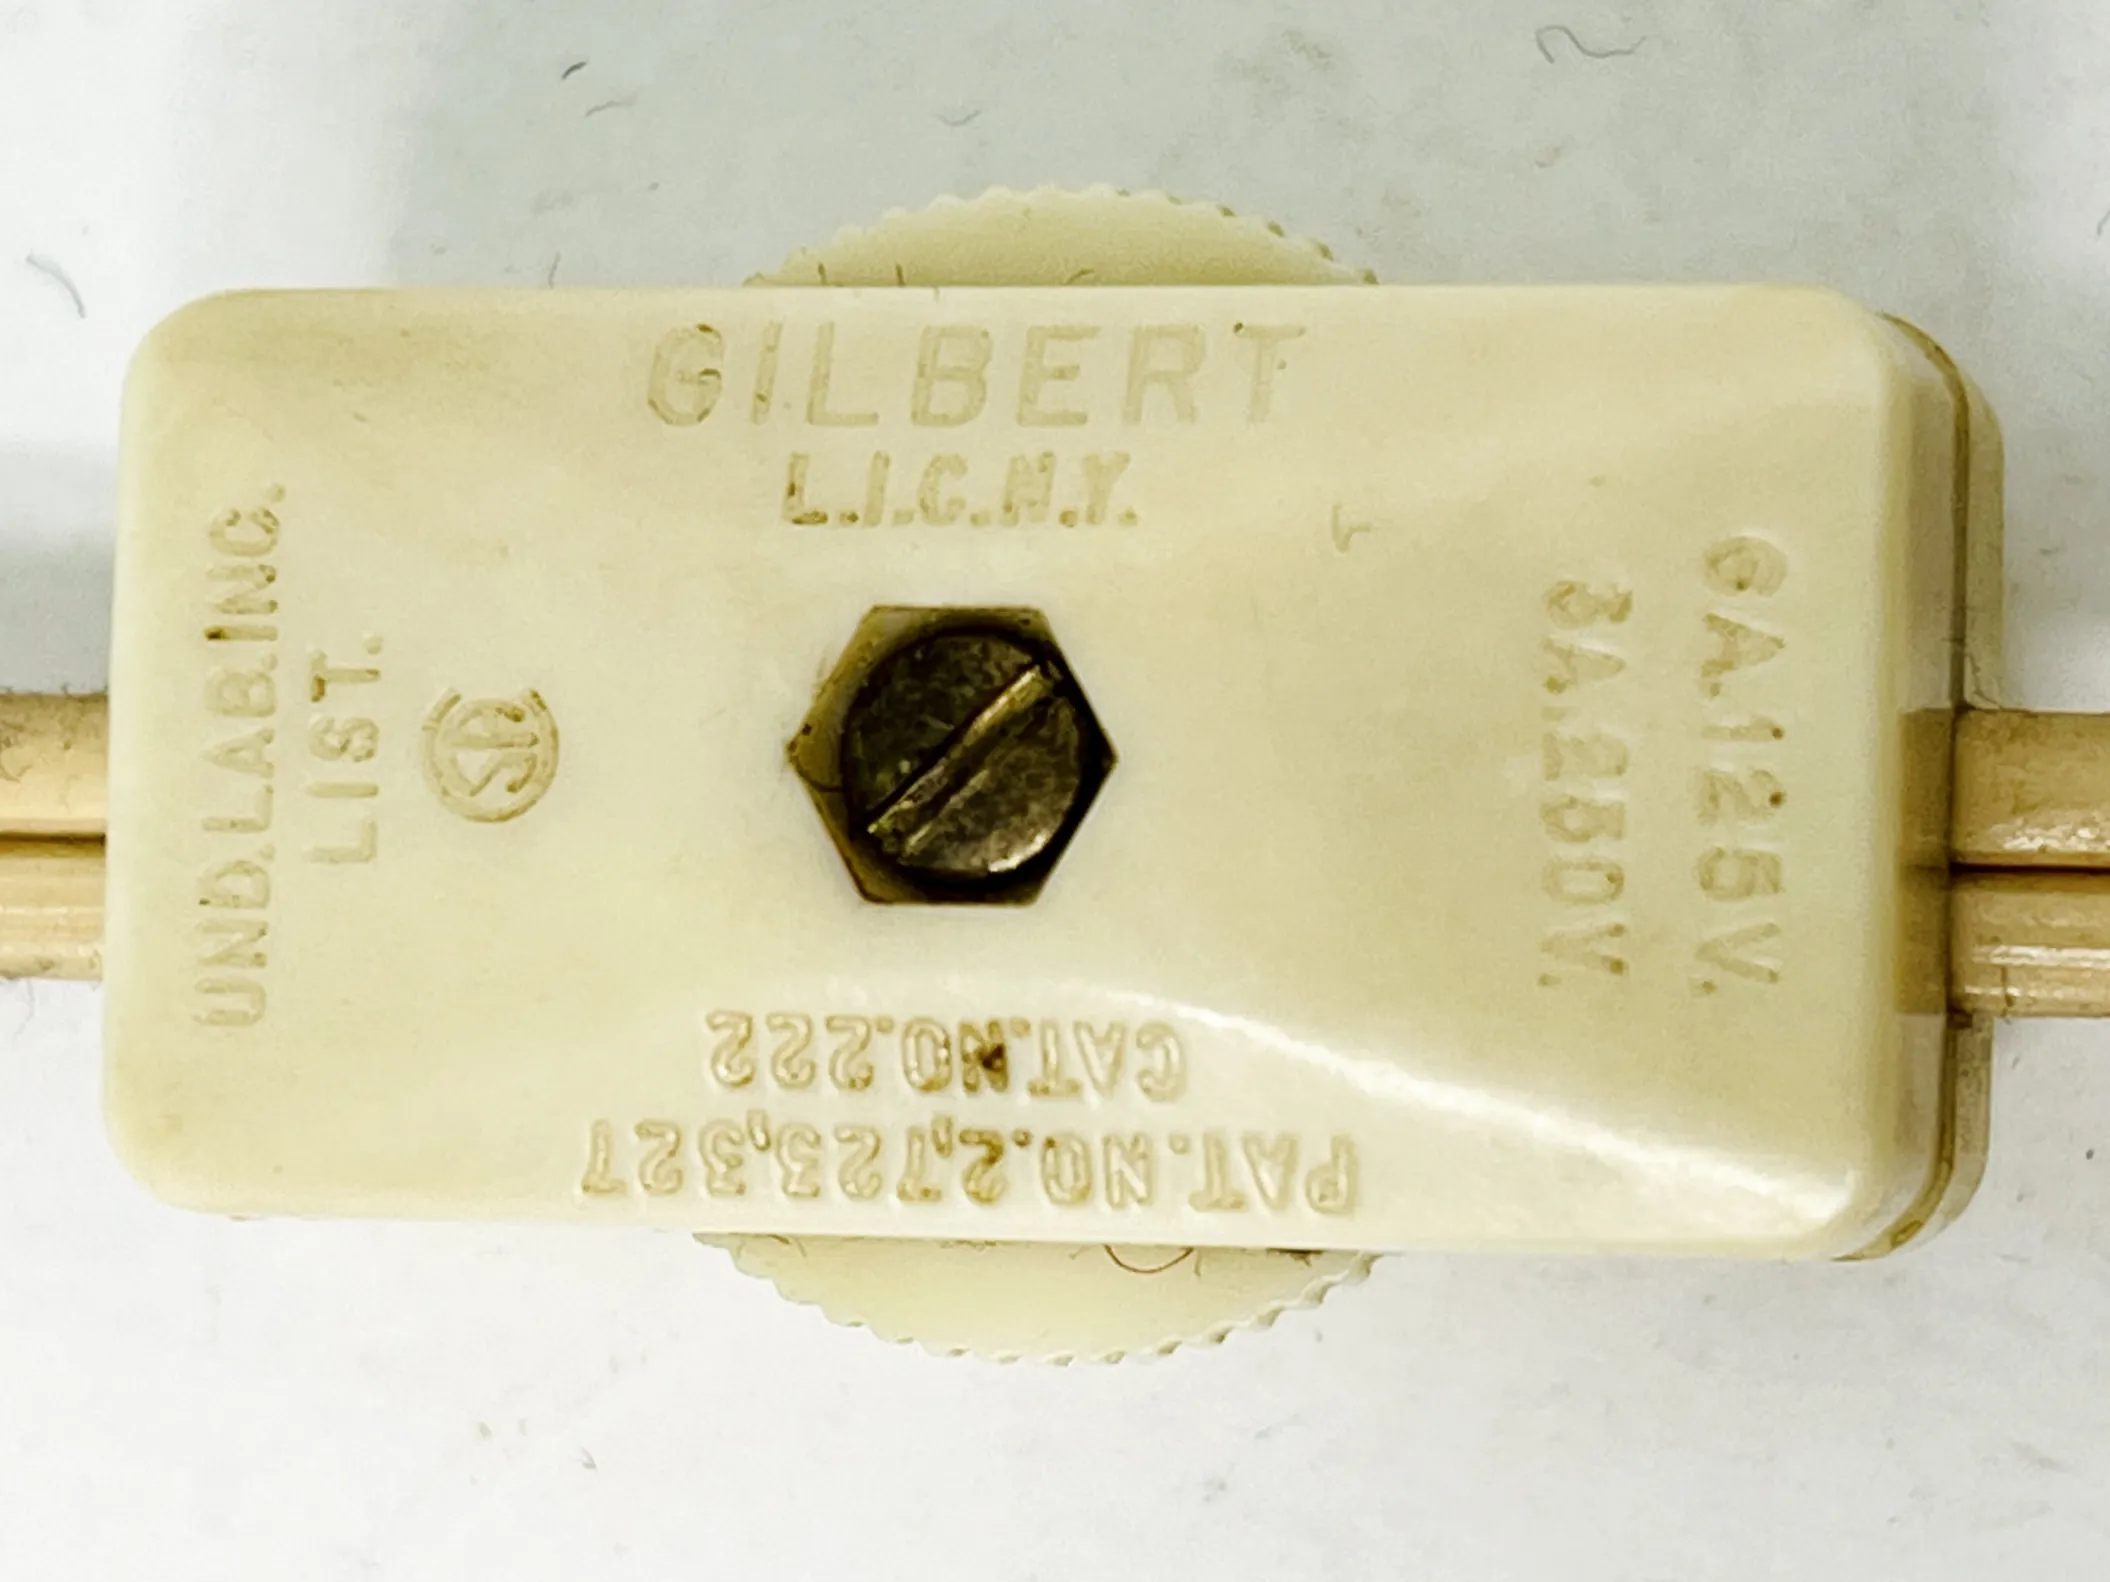 GILBERT
L.I.C.N.Y.
UND.LAB.INC.
LIST.
6A.125V.
3A.250V.
PAT.NO.2,723,327
CAT.NO.222